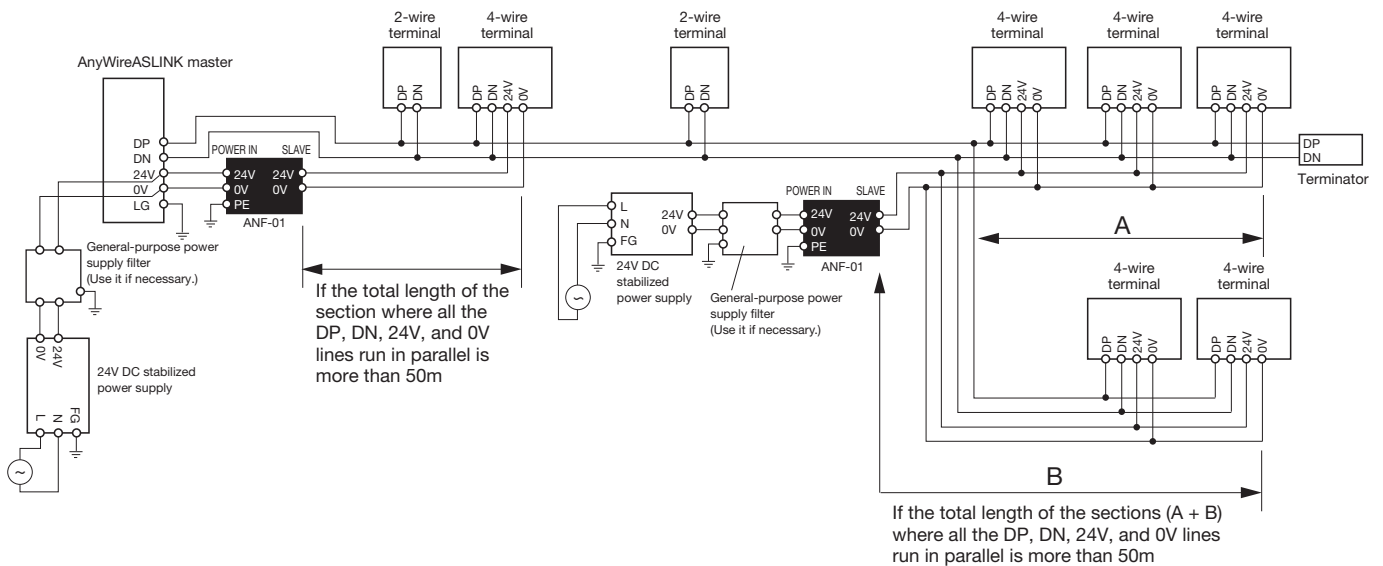 2-wire
terminal
4-wire
terminal
2-wire
terminal
4-wire
terminal
4-wire
terminal
4-wire
terminal
AnyWireASLINK master
DP
DN
DP
DN
24V
0V
DP
DN
DP
DN
24V
0V
DP
DN
24V
0V
DP
DN
24V
0V
DP
DN
24V
0V
LG
POWER IN
SLAVE
24V
0V
PE
24V
0V
ANF-01
DP
DN
Terminator
General-purpose power
supply filter
(Use it if necessary.)
0V
24V
24V DC stabilized
power supply
L
N
FG
~
If the total length of the
section where all the
DP, DN, 24V, and 0V
lines run in parallel is
more than 50m
~
L
N
FG
24V
0V
24V DC
stabilized
power supply
General-purpose power
supply filter
(Use it if necessary.)
POWER IN
SLAVE
24V
0V
PE
24V
0V
ANF-01
A
4-wire
terminal
4-wire
terminal
DP
DN
24V
0V
DP
DN
24V
0V
B
If the total length of the sections (A + B)
where all the DP, DN, 24V, and 0V lines
run in parallel is more than 50m